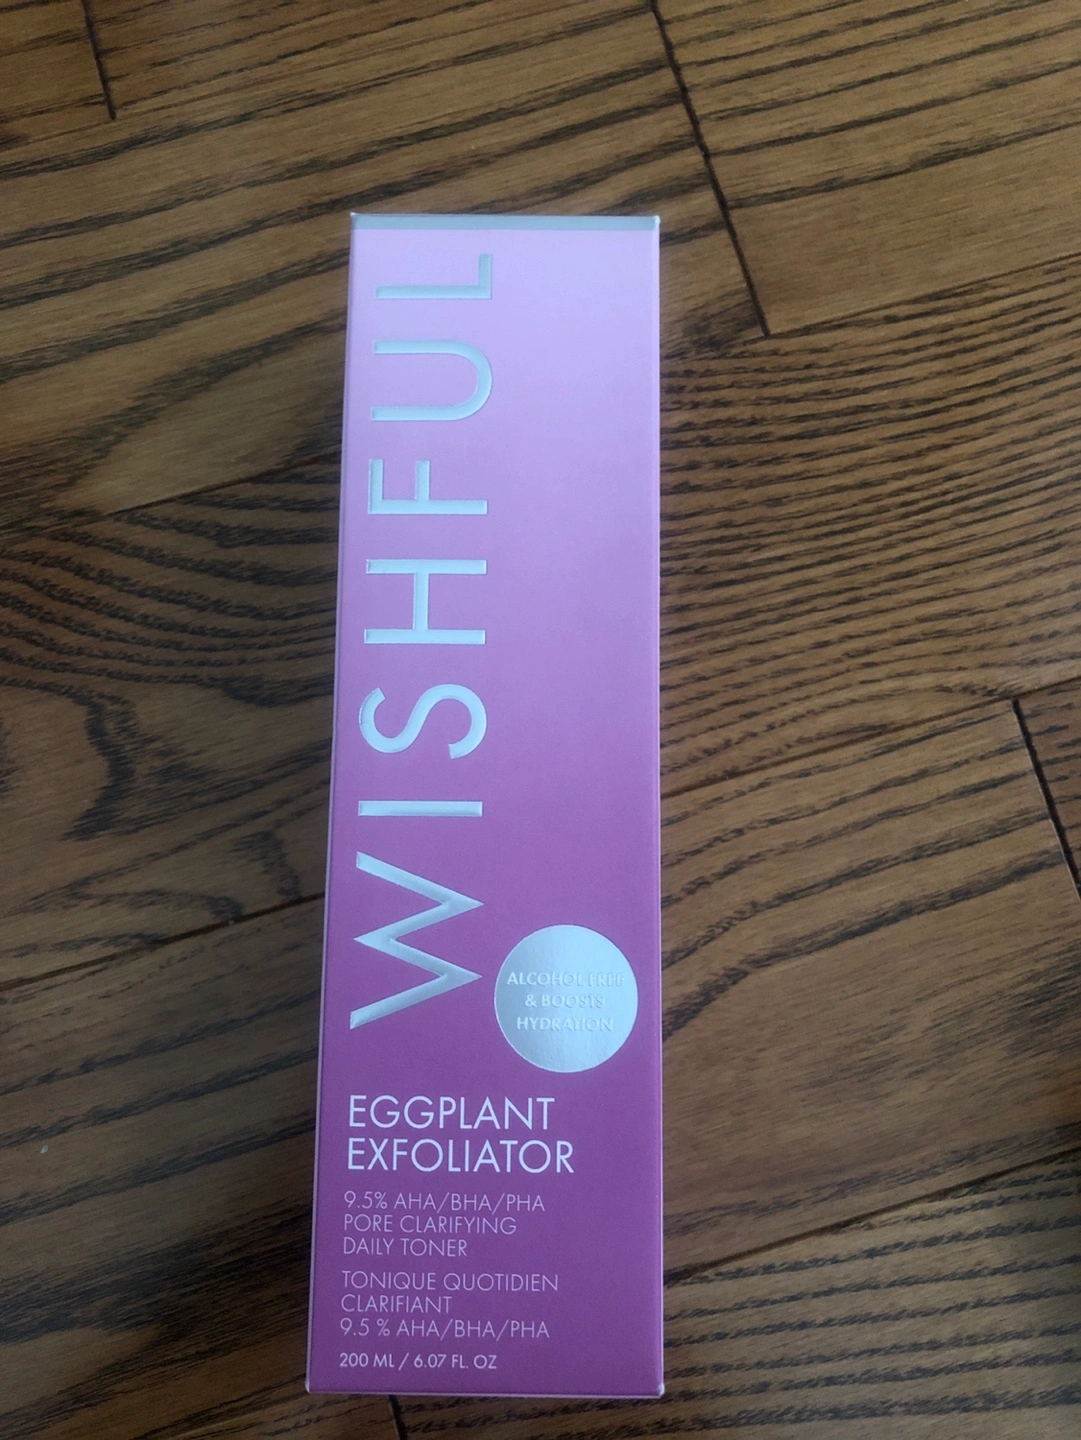 WISHFUL
ALCOHOL FREE
& BOOSTS
HYDRATION
EGGPLANT
EXFOLIATOR
9.5% AHA/BHA/PHA
PORE CLARIFYING
DAILY TONER
TONIQUE QUOTIDIEN
CLARIFIANT
9.5 % AHA/BHA/PHA
200 ML / 6.07 FL. OZ